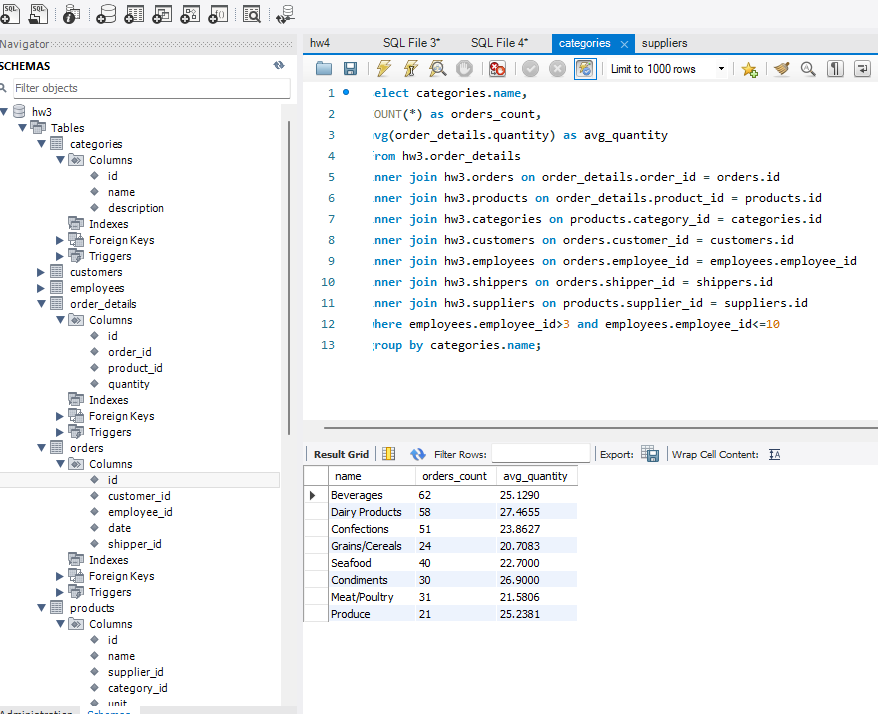 SQL
SQL
Navigator
SCHEMAS
Filter objects
hw3
Tables
categories
Columns
id
name
description
Indexes
Foreign Keys
Triggers
customers
employees
order_details
Columns
id
order_id
product_id
quantity
Indexes
Foreign Keys
Triggers
orders
Columns
id
customer_id
employee_id
date
shipper_id
Indexes
Foreign Keys
Triggers
products
Columns
id
name
supplier_id
category_id
unit
Administration Schemas
hw4 SQL File 3* SQL File 4* categories × suppliers
Limit to 1000 rows
1 elect categories.name,
2 OUNT(*) as orders_count,
3 vg(order_details.quantity) as avg_quantity
4 rom hw3.order_details
5 nner join hw3.orders on order_details.order_id = orders.id
6 nner join hw3.products on order_details.product_id = products.id
7 nner join hw3.categories on products.category_id = categories.id
8 nner join hw3.customers on orders.customer_id = customers.id
9 nner join hw3.employees on orders.employee_id = employees.employee_id
10 nner join hw3.shippers on orders.shipper_id = shippers.id
11 nner join hw3.suppliers on products.supplier_id = suppliers.id
12 here employees.employee_id>3 and employees.employee_id<=10
13 roup by categories.name;
Result Grid Filter Rows: Export: Wrap Cell Content: IA
name orders_count avg_quantity
Beverages 62 25.1290
Dairy Products 58 27.4655
Confections 51 23.8627
Grains/Cereals 24 20.7083
Seafood 40 22.7000
Condiments 30 26.9000
Meat/Poultry 31 21.5806
Produce 21 25.2381